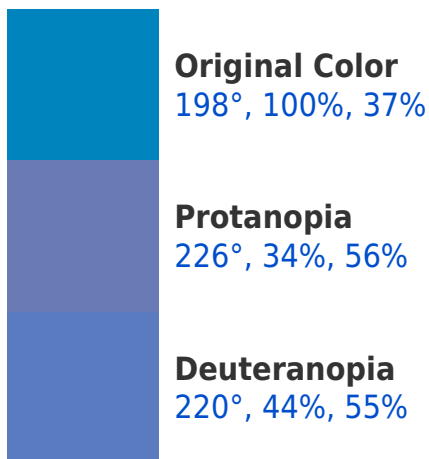 Original Color
198°, 100%, 37%
Protanopia
226°, 34%, 56%
Deuteranopia
220°, 44%, 55%